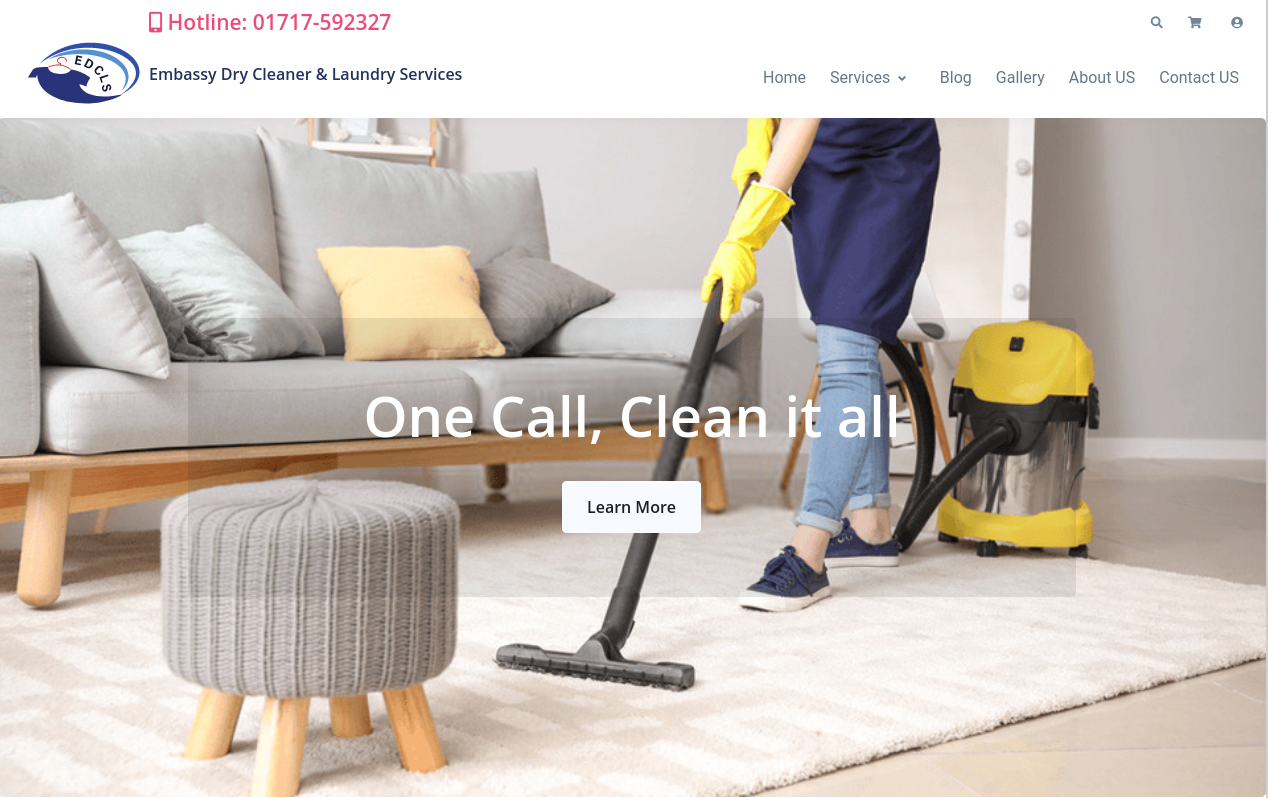 Hotline: 01717-592327
EDCLS
Embassy Dry Cleaner & Laundry Services
Home
Services
Blog
Gallery
About US
Contact US
One Call, Clean it all
Learn More